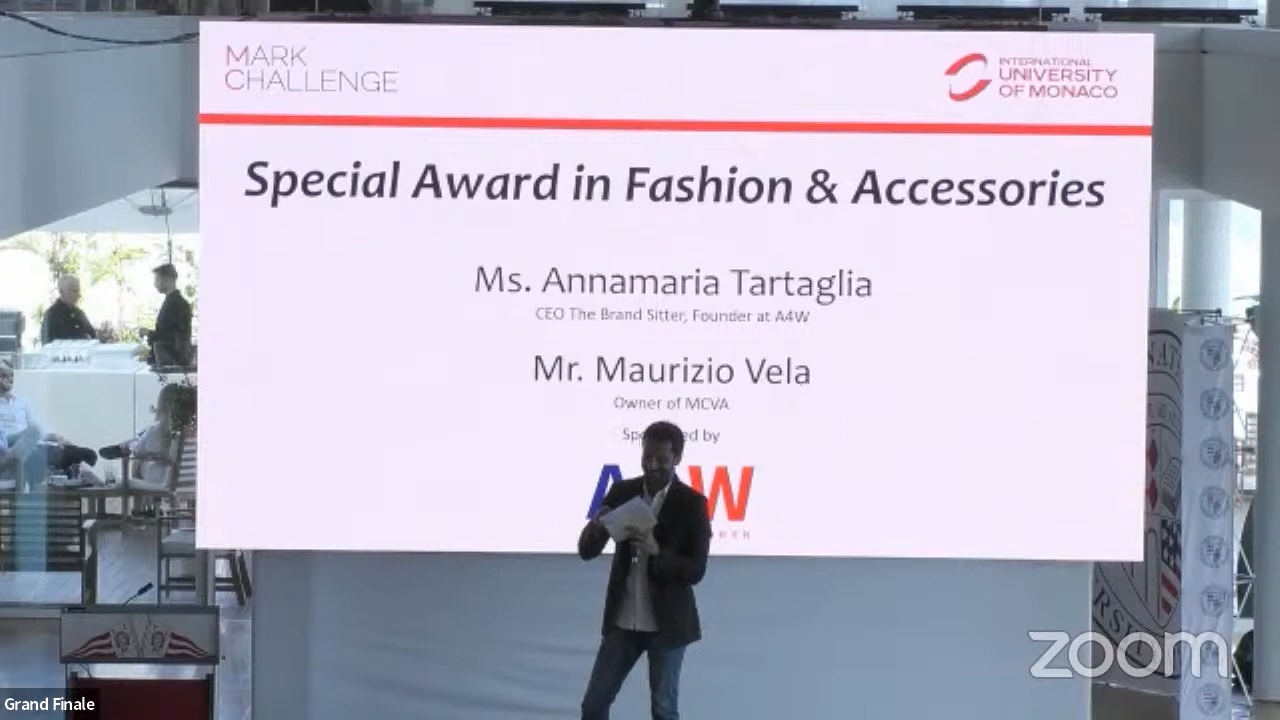 MARK
CHALLENGE
INTERNATIONAL
UNIVERSITY
OF MONACO
Special Award in Fashion & Accessories
Ms. Annamaria Tartaglia
CEO The Brand Sitter, Founder at A4W
Mr. Maurizio Vela
Owner of MCVA
by
W
zoom
Grand Finale